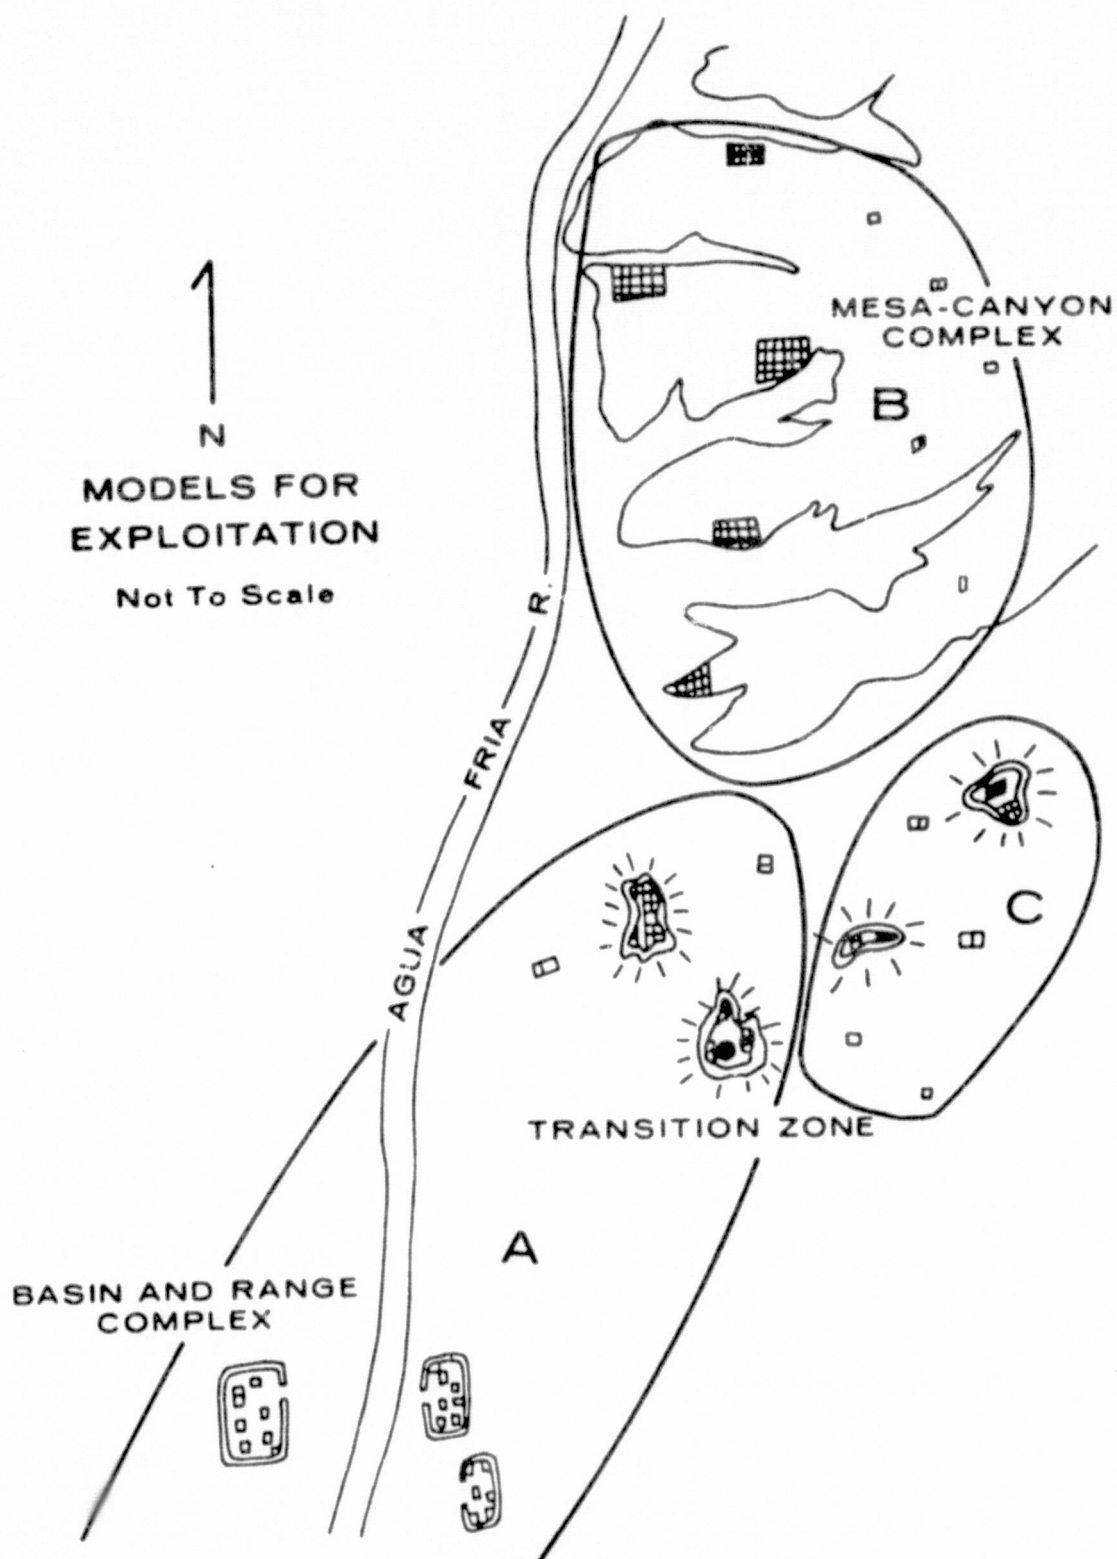 MESA-CANYON
COMPLEX
B
N
MODELS FOR
EXPLOITATION
Not To Scale
AGUA FRIA R.
C
TRANSITION ZONE
A
BASIN AND RANGE
COMPLEX